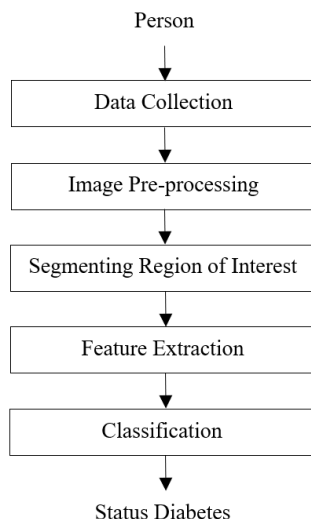 Person
Data Collection
Image Pre-processing
Segmenting Region of Interest
Feature Extraction
Classification
Status Diabetes